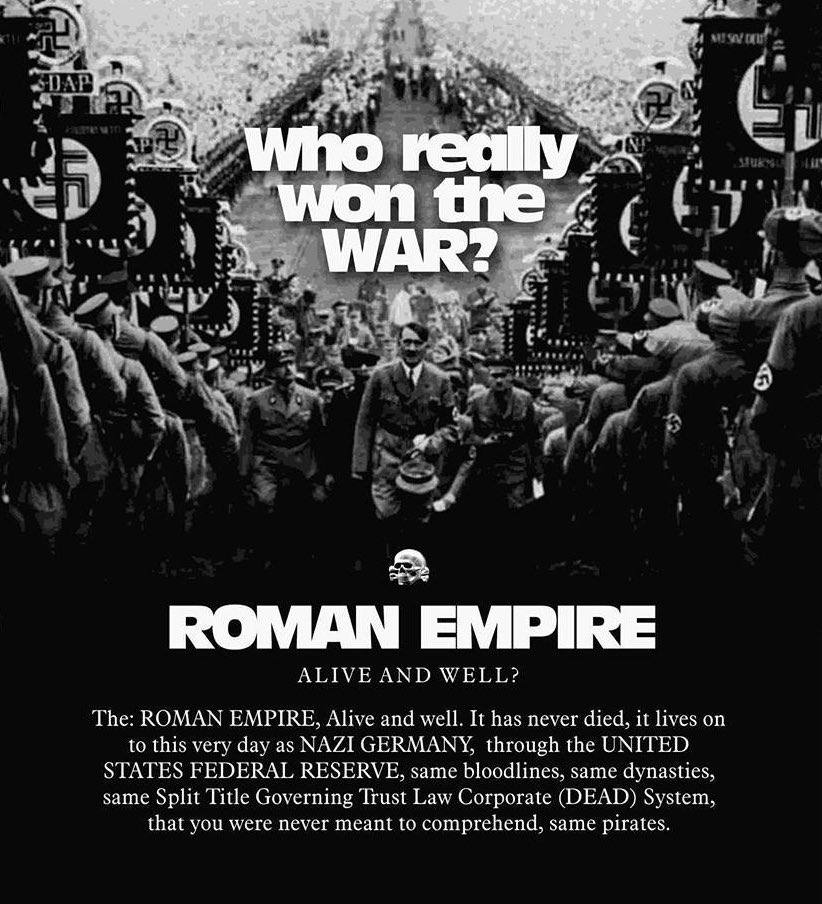 DAP
Who really
won the
WAR?
ROMAN EMPIRE
ALIVE AND WELL?
The: ROMAN EMPIRE, Alive and well. It has never died, it lives on
to this very day as NAZI GERMANY, through the UNITED
STATES FEDERAL RESERVE, same bloodlines, same dynasties,
same Split Title Governing Trust Law Corporate (DEAD) System,
that you were never meant to comprehend, same pirates.